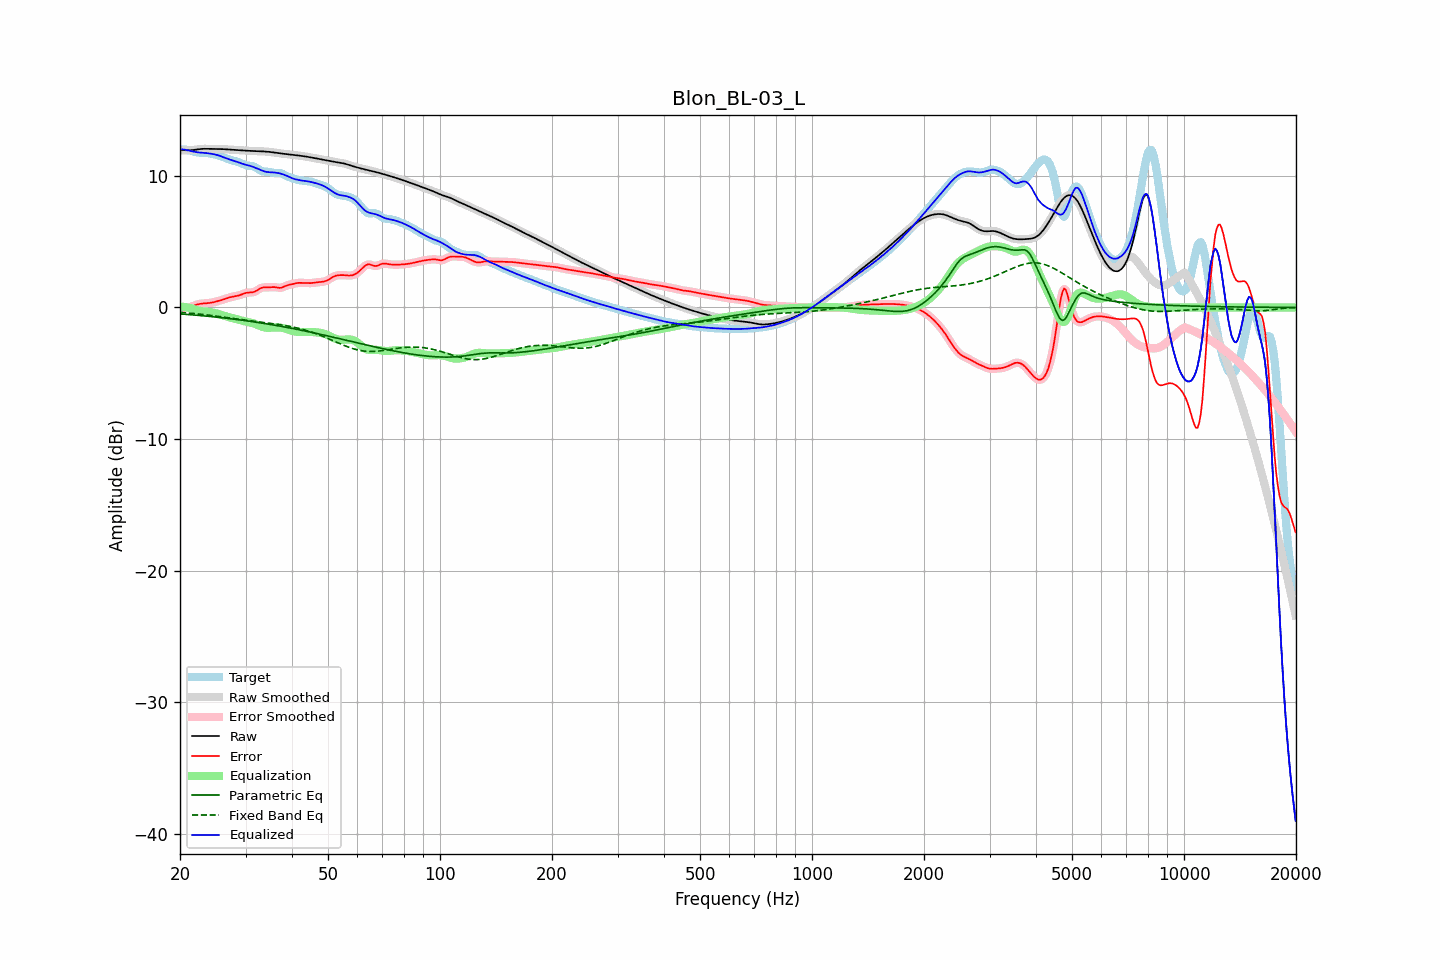 Blon_BL-03_L
Amplitude (dBr)
10
0
−10
−20
−30
−40
Target
Raw Smoothed
Error Smoothed
Raw
Error
Equalization
Parametric Eq
Fixed Band Eq
Equalized
20 50 100 200 500 1000 2000 5000 10000 20000
Frequency (Hz)